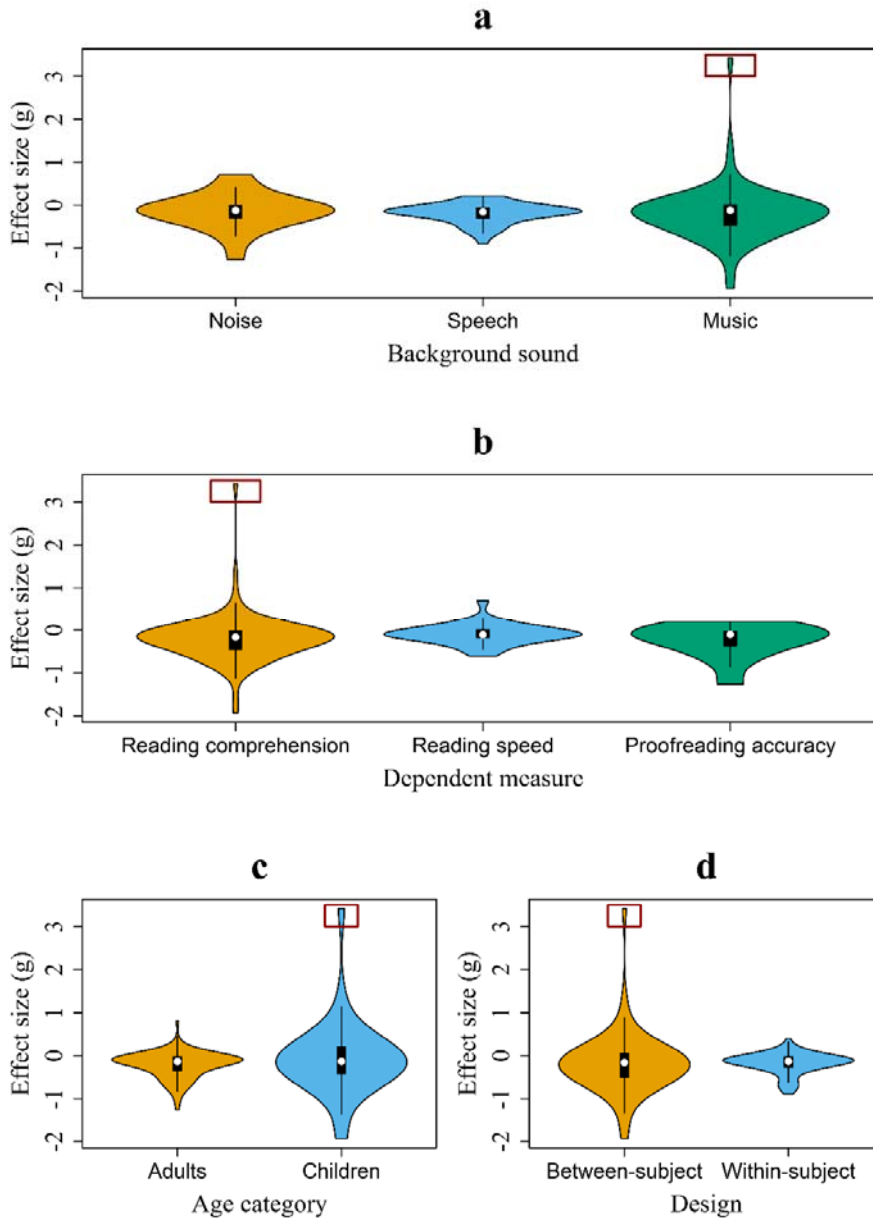 a
Effect size (g)
3
2
1
0
-1
-2
Noise Speech Music
Background sound
b
Effect size (g)
3
2
1
0
-1
-2
Reading comprehension Reading speed Proofreading accuracy
Dependent measure
c
Effect size (g)
3
2
1
0
-1
-2
Adults Children
Age category
d
Effect size (g)
3
2
1
0
-1
-2
Between-subject Within-subject
Design